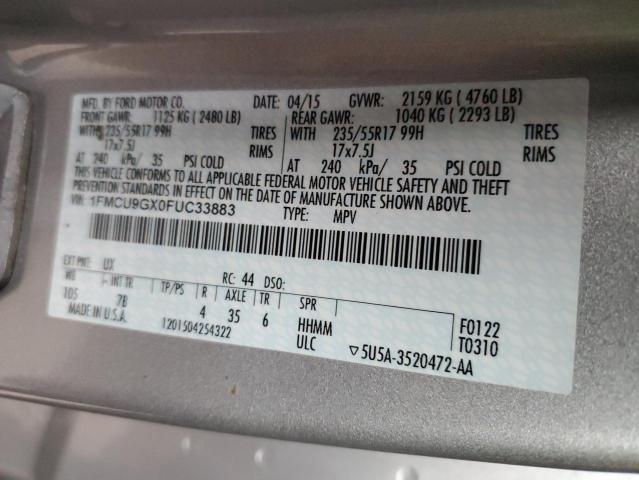 MFD. BY FORD MOTOR CO. DATE: 04/15 GVWR: 2159 KG ( 4760 LB)
FRONT GAWR: 1125 KG ( 2480 LB) REAR GAWR: 1040 KG ( 2293 LB)
WITH 235/55R17 99H TIRES WITH 235/55R17 99H TIRES
17x7.5J RIMS 17x7.5J RIMS
AT 240 kPa/ 35 PSI COLD AT 240 kPa/ 35 PSI COLD
THIS VEHICLE CONFORMS TO ALL APPLICABLE FEDERAL MOTOR VEHICLE SAFETY AND THEFT
PREVENTION STANDARDS IN EFFECT ON THE DATE OF MANUFACTURE SHOWN ABOVE.
VIN: 1FMCU9GX0FUC33883 TYPE: MPV
EXT PNT: UX RC: 44 DSO:
WB INT TR TP/PS R AXLE TR SPR
105 7B 4 35 6 HHMM F0122
MADE IN U.S.A. 1201504254322 ULC T0310
▽5U5A-3520472-AA